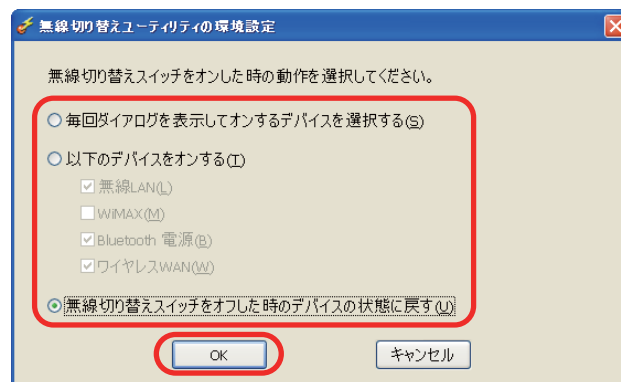 無線切り替えユーティリティの環境設定
無線切り替えスイッチをオンした時の動作を選択してください。
毎回ダイアログを表示してオンするデバイスを選択する(S)
以下のデバイスをオンする(T)
無線LAN(L)
WiMAX(M)
Bluetooth 電源(B)
ワイヤレスWAN(W)
無線切り替えスイッチをオフした時のデバイスの状態に戻す(U)
OK キャンセル